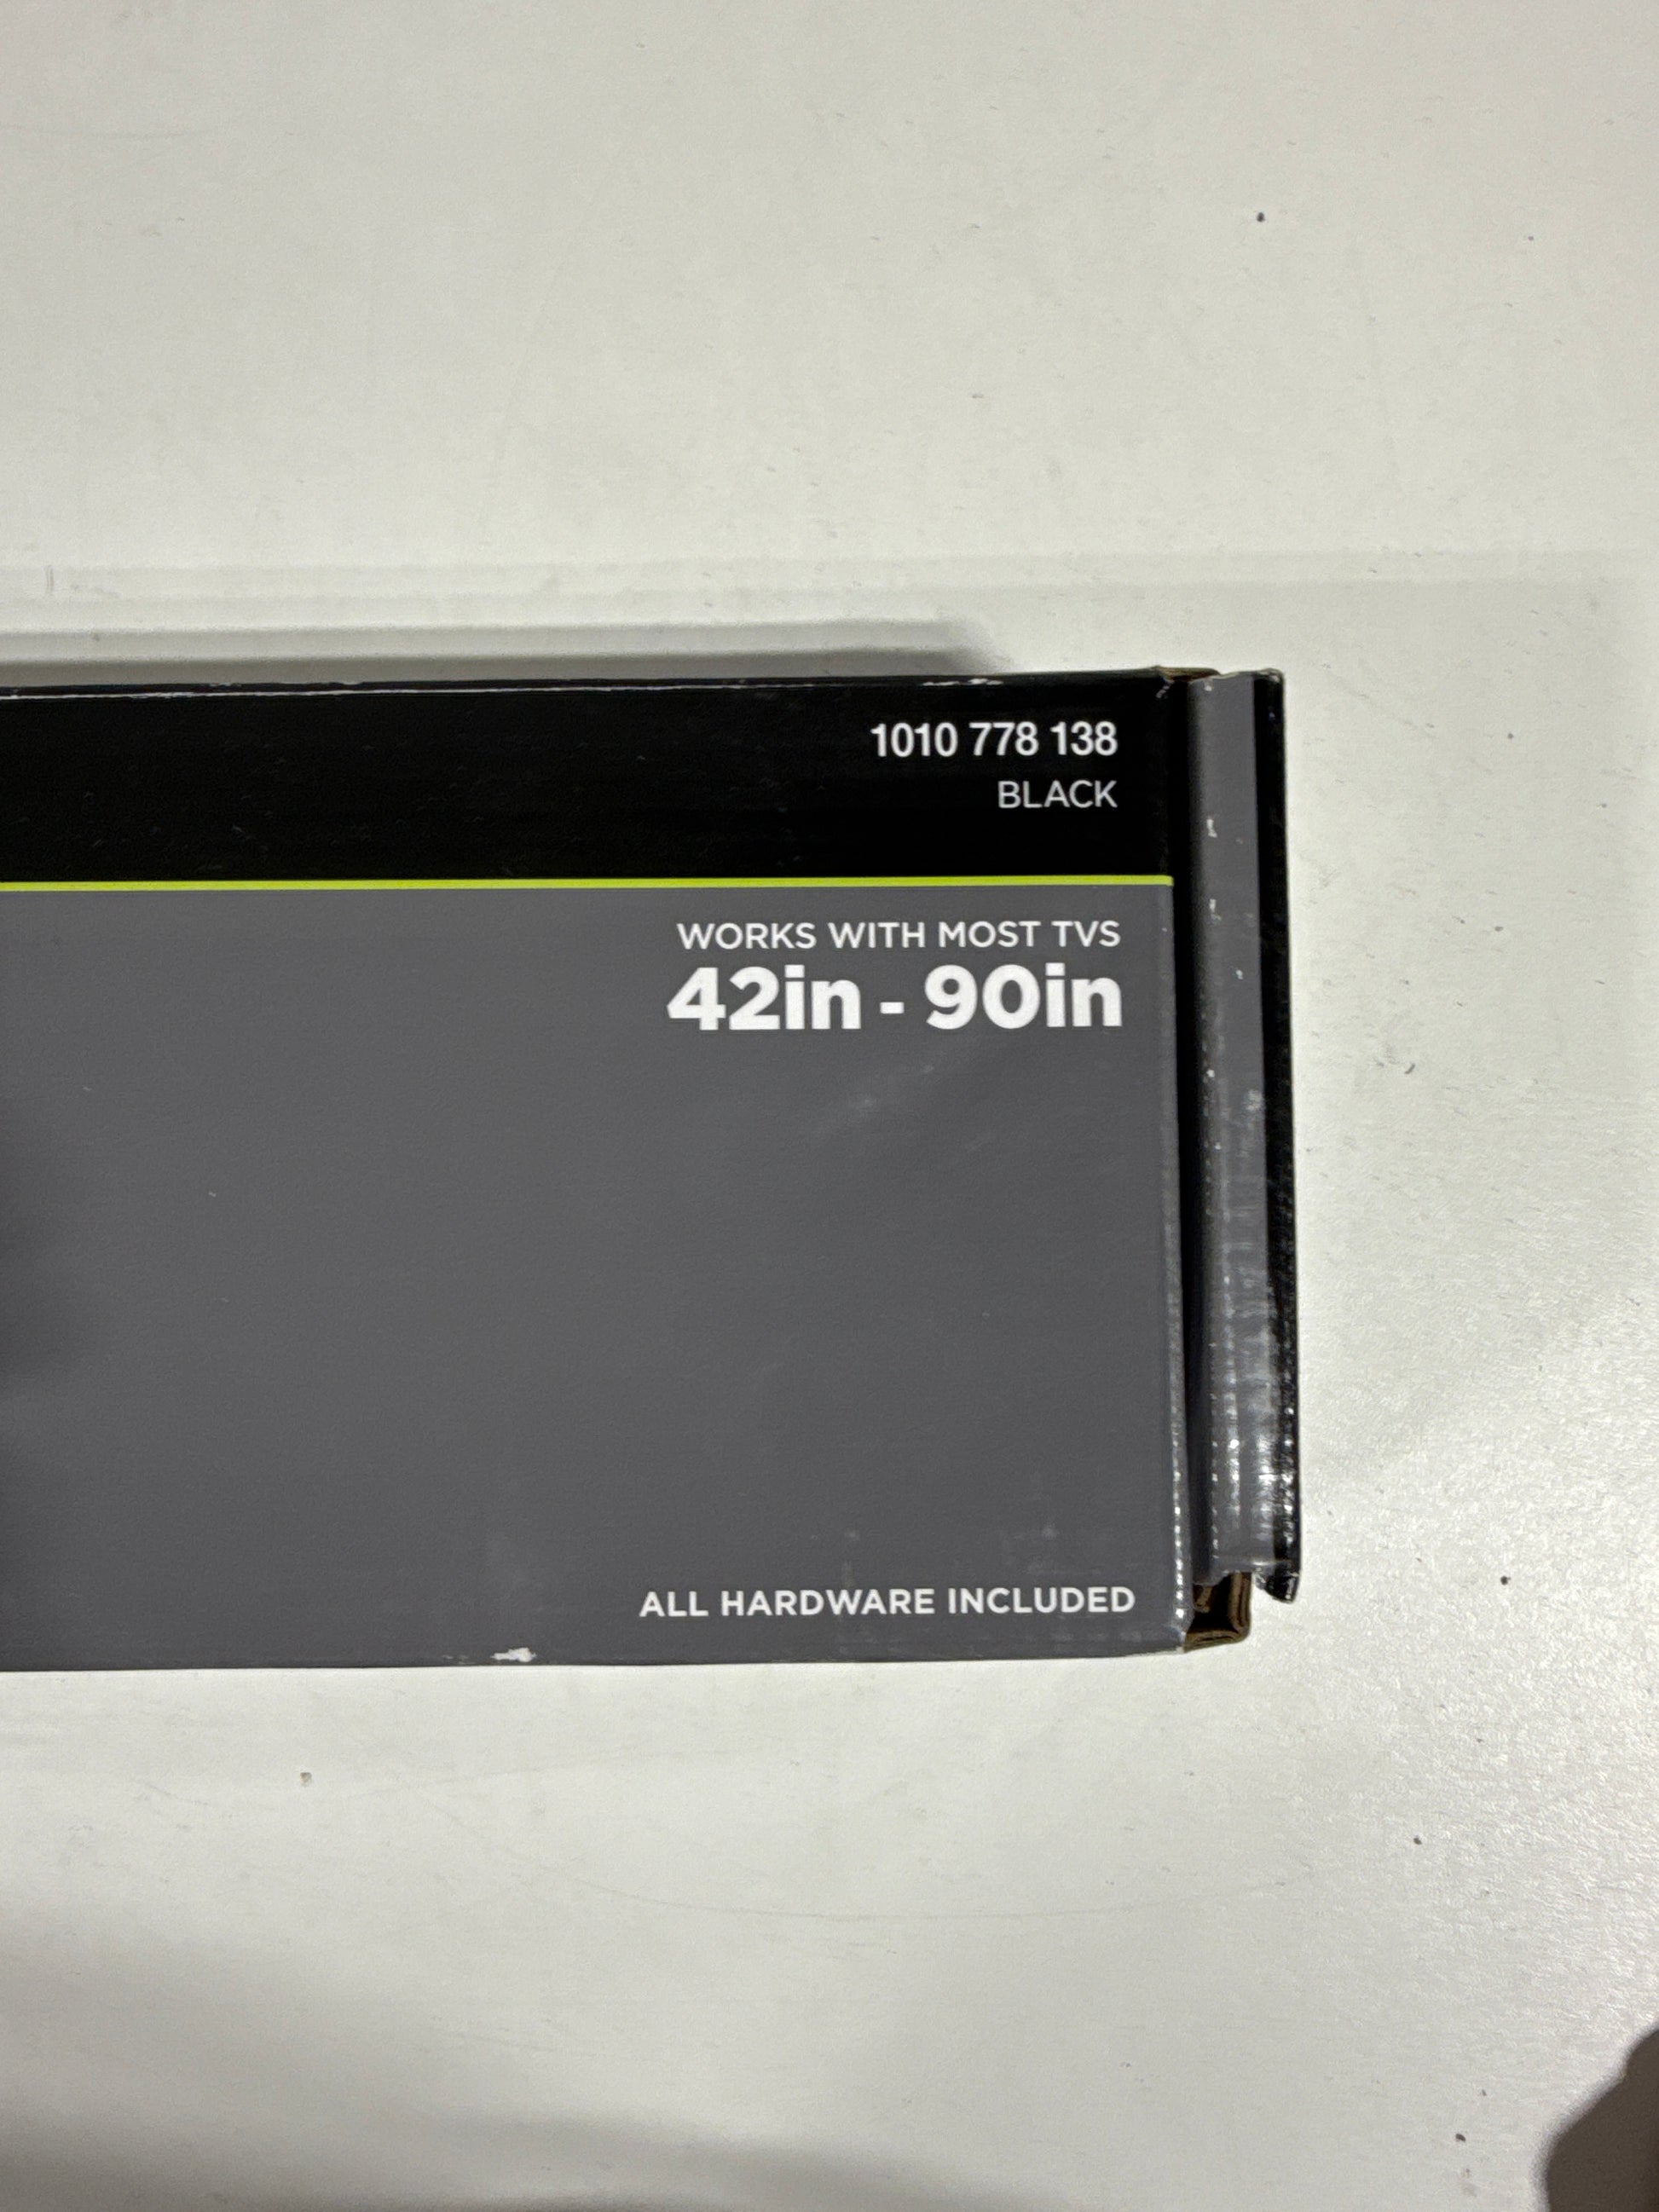 1010 778 138
BLACK
WORKS WITH MOST TVS
42in - 90in
ALL HARDWARE INCLUDED